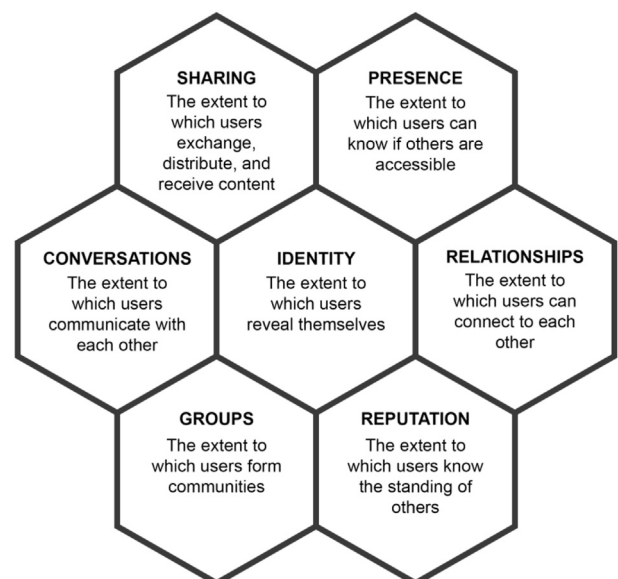 SHARING
The extent to
which users
exchange,
distribute, and
receive content
PRESENCE
The extent to
which users can
know if others are
accessible
CONVERSATIONS
The extent to
which users
communicate with
each other
IDENTITY
The extent to
which users
reveal themselves
RELATIONSHIPS
The extent to
which users can
connect to each
other
GROUPS
The extent to
which users form
communities
REPUTATION
The extent to
which users know
the standing of
others